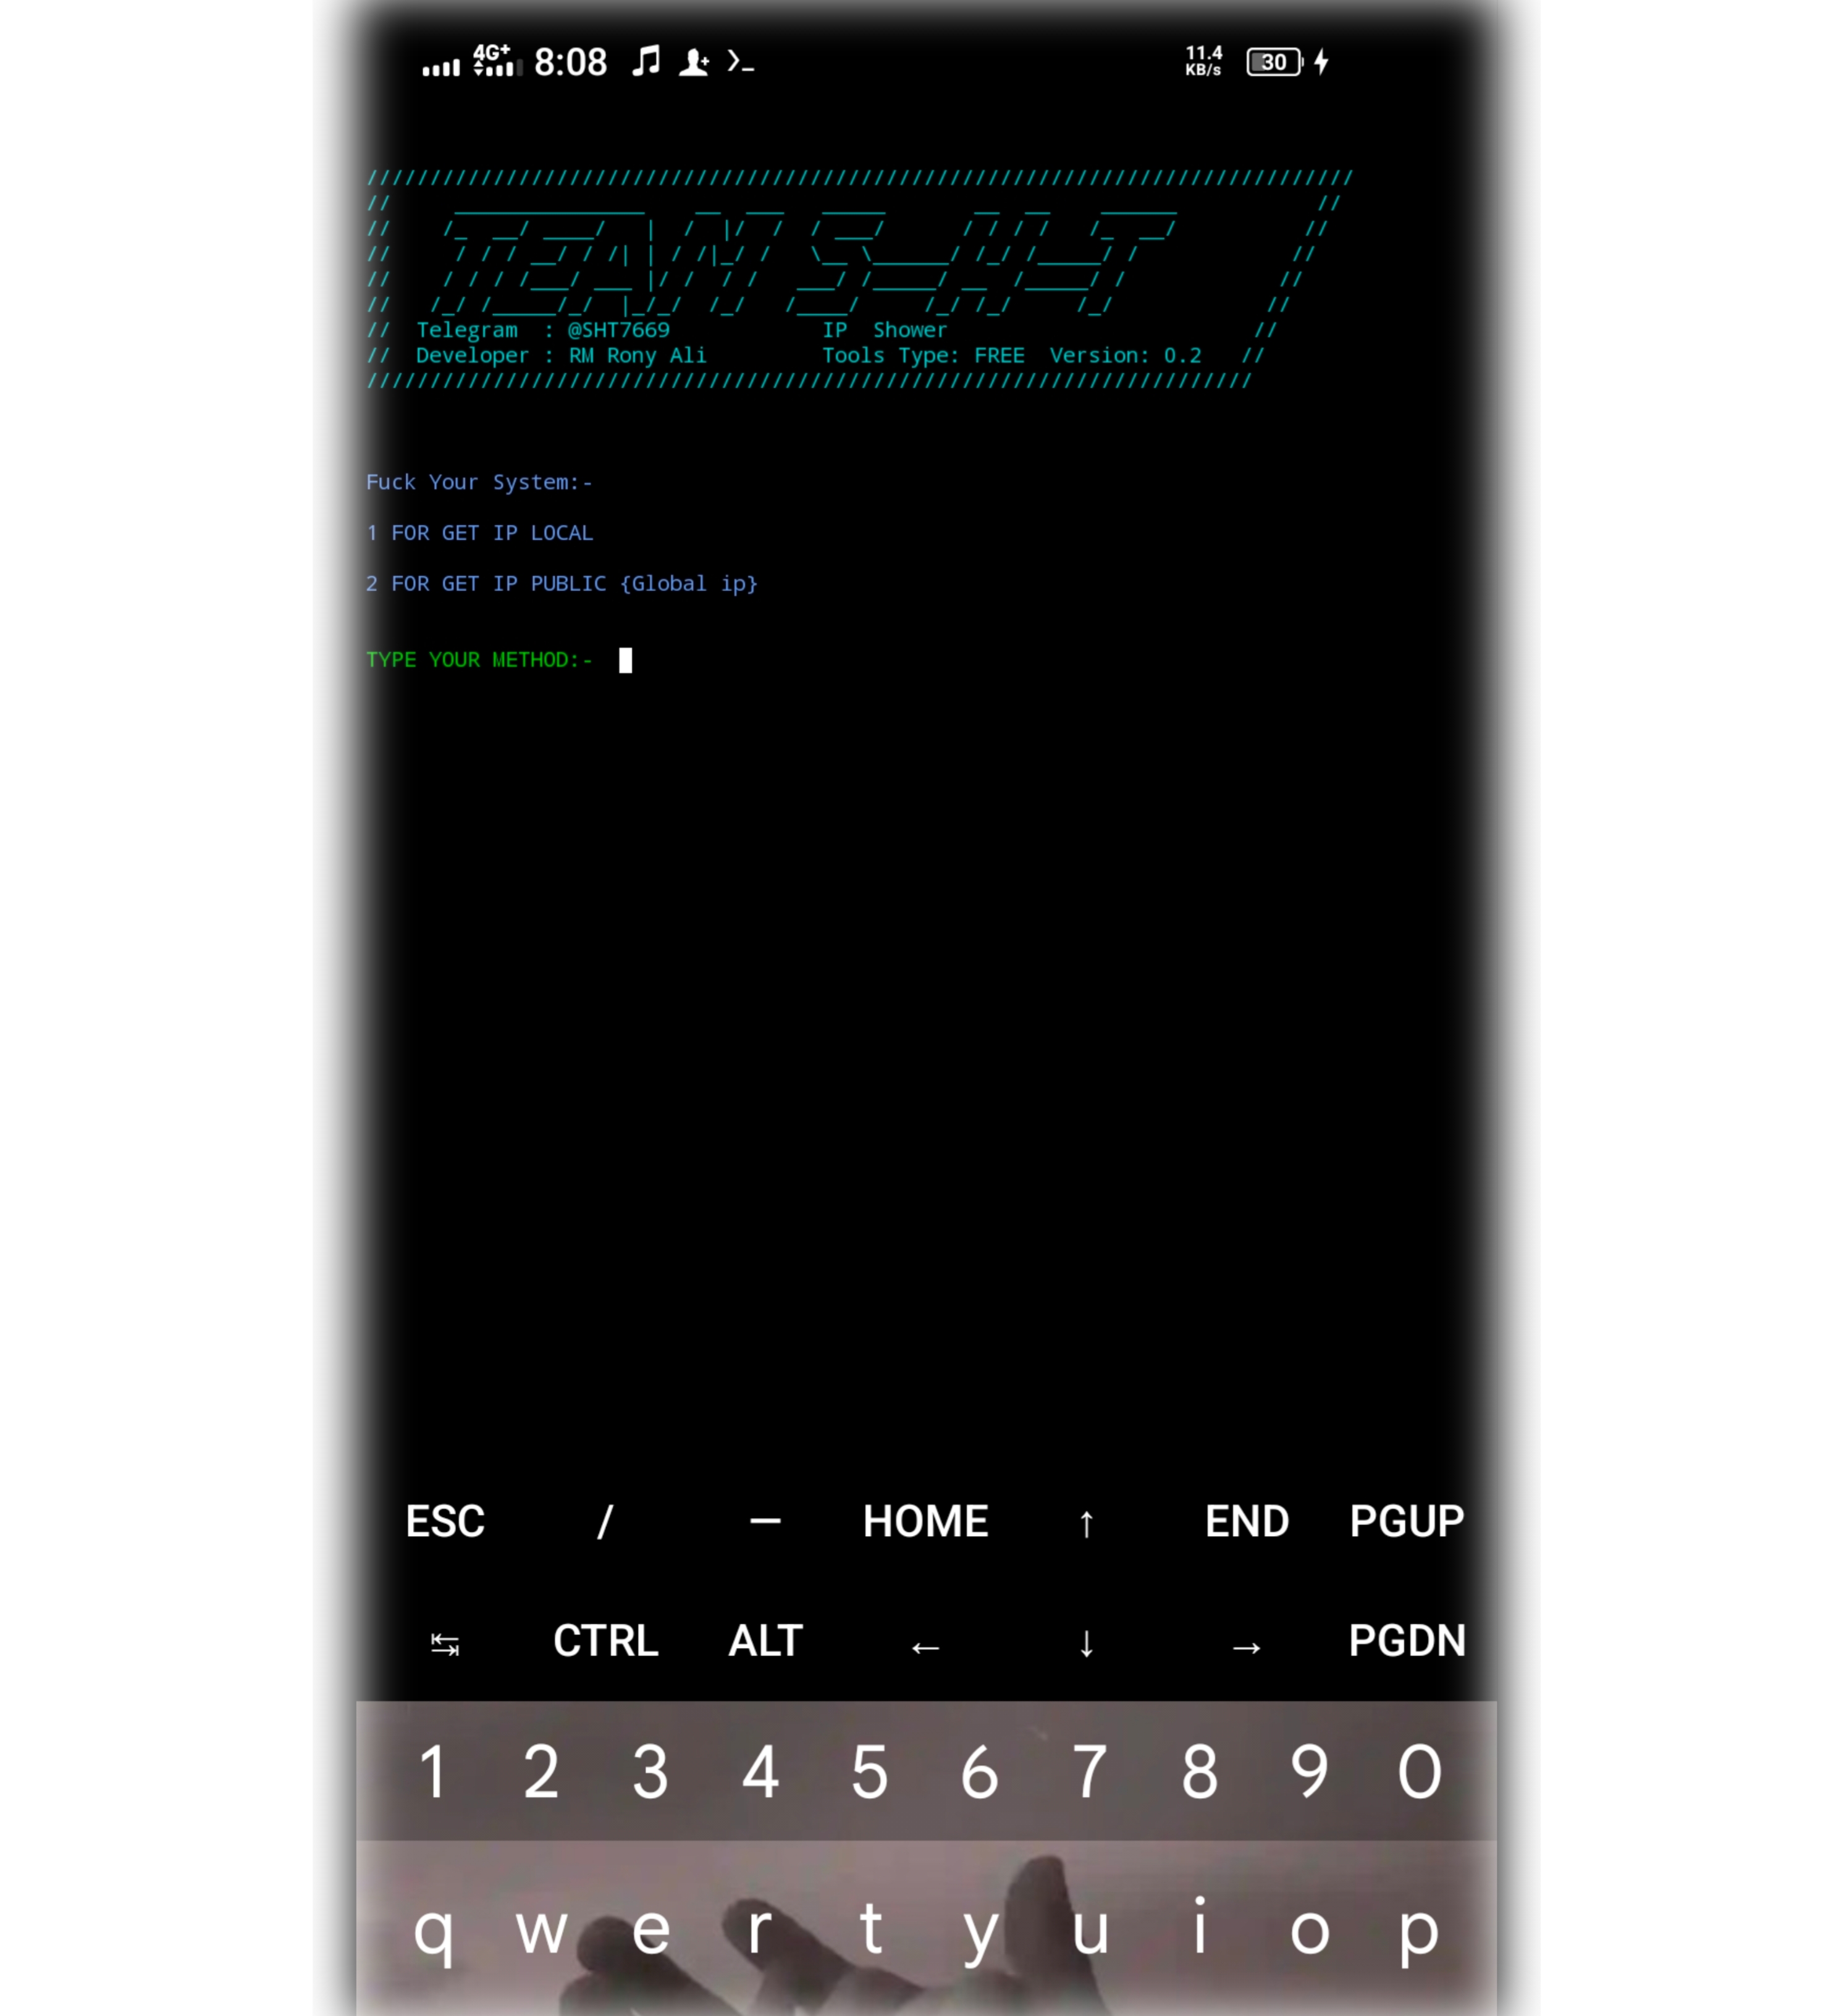 4G+ 8:08 11.4 KB/s 30
TEAM S-H-T
Telegram : @SHT7669 IP Shower
Developer : RM Rony Ali Tools Type: FREE Version: 0.2
Fuck Your System:-
1 FOR GET IP LOCAL
2 FOR GET IP PUBLIC {Global ip}
TYPE YOUR METHOD:-
ESC / — HOME ↑ END PGUP
↹ CTRL ALT ← ↓ → PGDN
1 2 3 4 5 6 7 8 9 0
q w e r t y u i o p